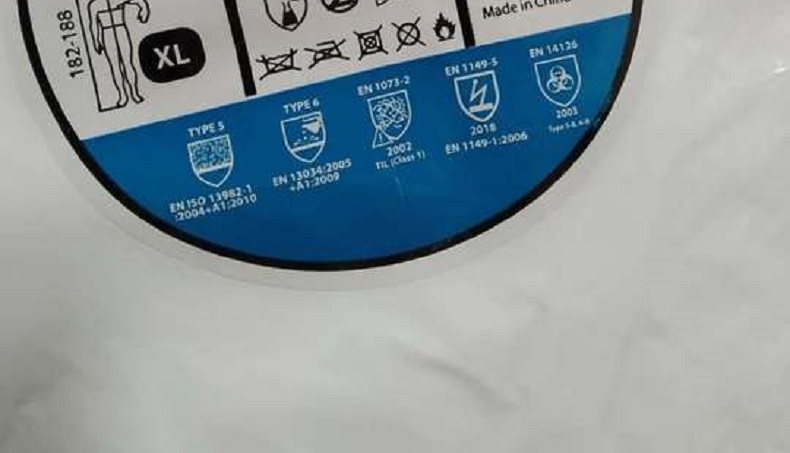 182-188
XL
Made in China
TYPE 5
EN ISO 13982-1
:2004+A1:2010
TYPE 6
EN 13034:2005
+A1:2009
EN 1073-2
2002
TIL (Class 1)
EN 1149-5
2018
EN 1149-1:2006
EN 14126
2003